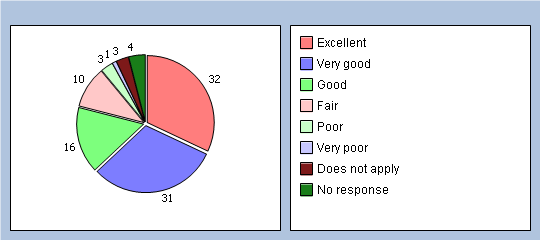 3 1 3 4
10
32
16
31
Excellent
Very good
Good
Fair
Poor
Very poor
Does not apply
No response